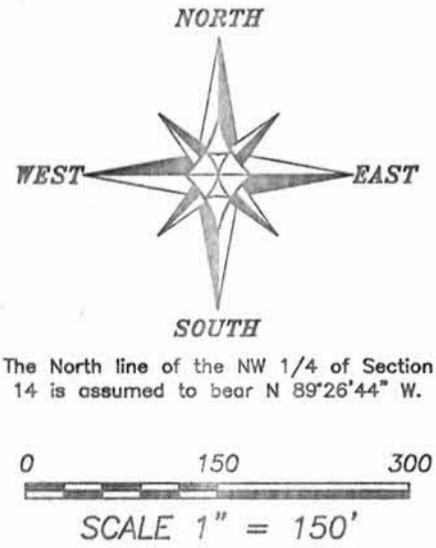 NORTH
WEST EAST
SOUTH
The North line of the NW 1/4 of Section
14 is assumed to bear N 89°26'44" W.
0 150 300
SCALE 1" = 150'